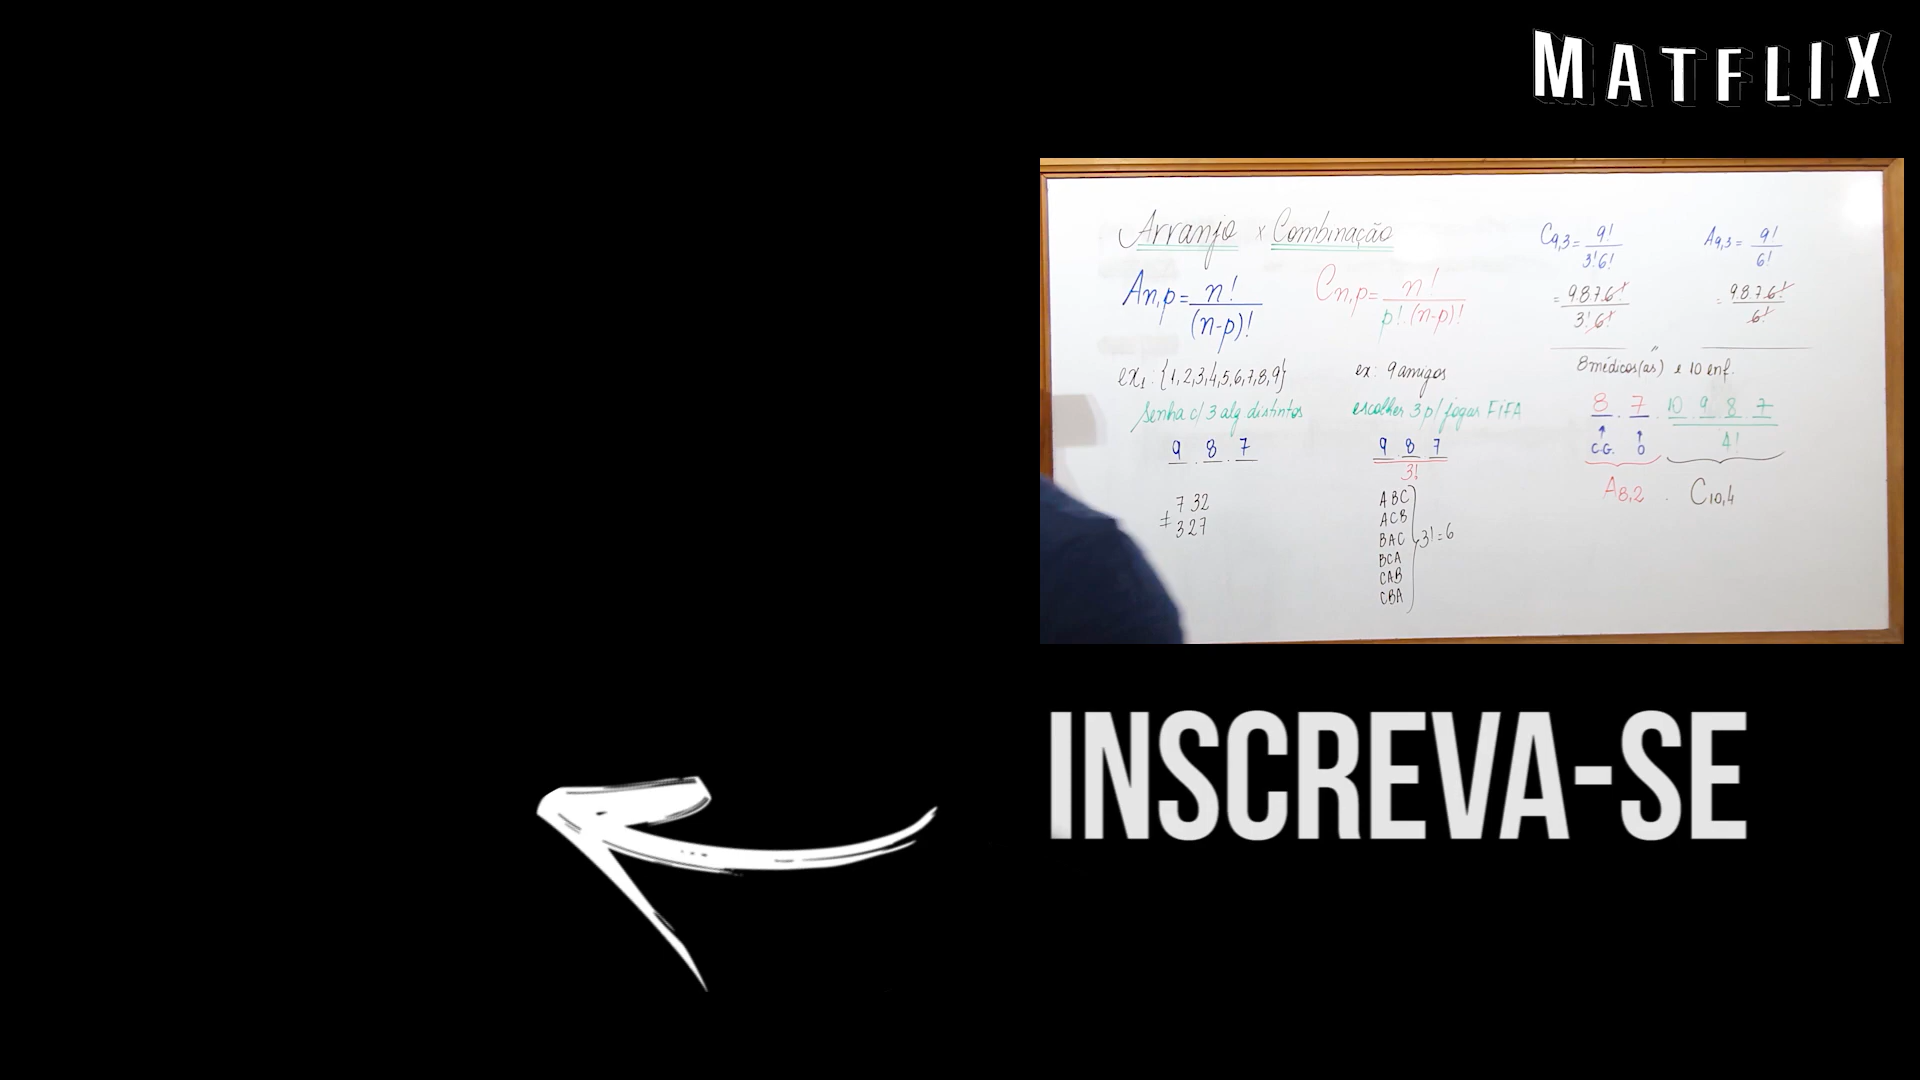 MATFLIX
Arranjo x Combinação
An,p = n! / (n-p)!
Cn,p = n! / p!.(n-p)!
ex1: {1,2,3,4,5,6,7,8,9}
Senha c/ 3 alg distintos
9 . 8 . 7
7 32
≠
3 27
ex: 9 amigos
escolher 3 p/ jogar FIFA
9 . 8 . 7
3!
ABC
ACB
BAC
BCA
CAB
CBA
3! = 6
C9,3 = 9! / 3!6!
= 9.8.7.6! / 3!6!
A9,3 = 9! / 6!
= 9.8.7.6! / 6!
8 médicos(as) e 10 enf.
8 . 7 . 10 . 9 . 8 . 7
C.G. O 4!
A8,2 . C10,4
INSCREVA-SE